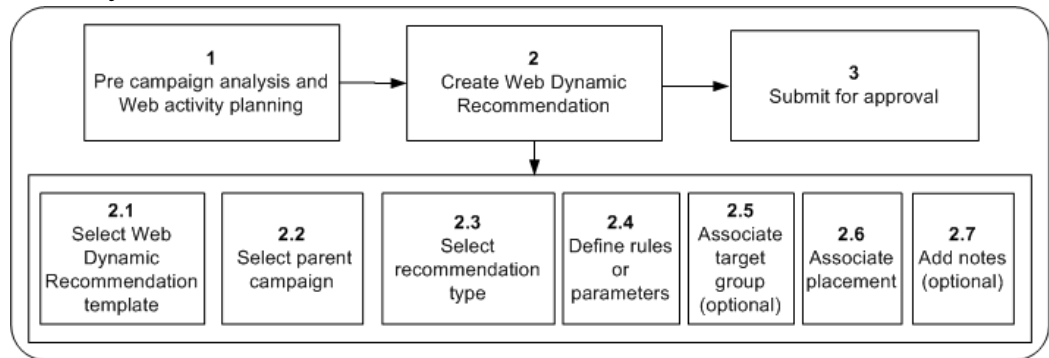 1
Pre campaign analysis and
Web activity planning
2
Create Web Dynamic
Recommendation
3
Submit for approval
2.1
Select Web
Dynamic
Recommendation
template
2.2
Select parent
campaign
2.3
Select
recommendation
type
2.4
Define rules
or
parameters
2.5
Associate
target
group
(optional)
2.6
Associate
placement
2.7
Add notes
(optional)